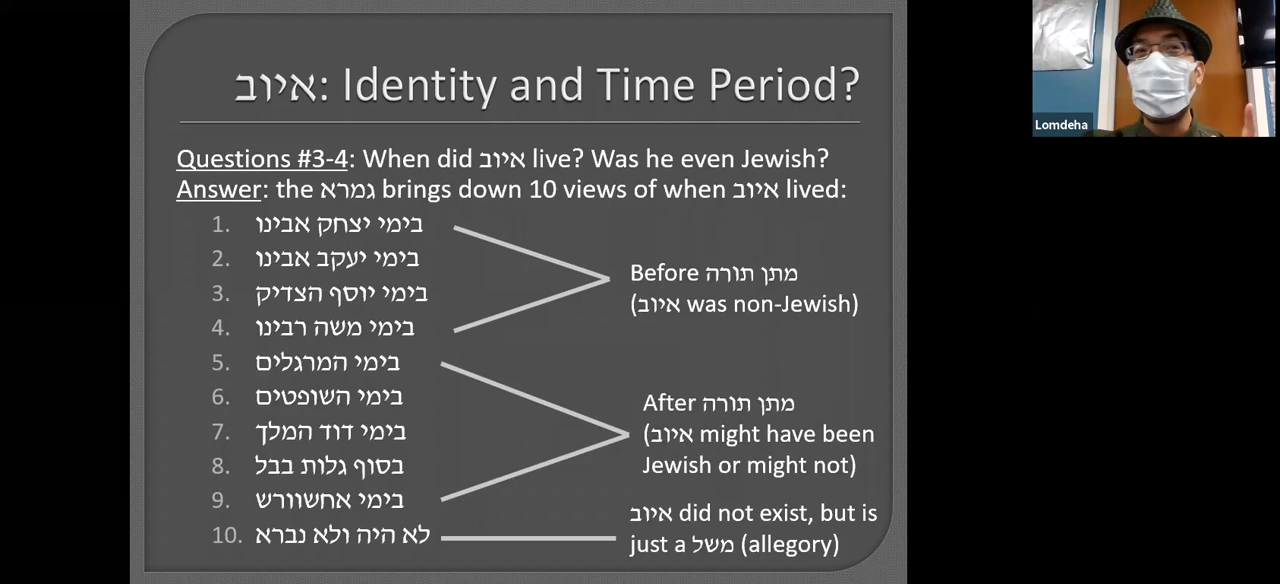 איוב: Identity and Time Period?
Questions #3-4: When did איוב live? Was he even Jewish?
Answer: the גמרא brings down 10 views of when איוב lived:
1. בימי יצחק אבינו
2. בימי יעקב אבינו
3. בימי יוסף הצדיק
4. בימי משה רבינו
Before מתן תורה
(איוב was non-Jewish)
5. בימי המרגלים
6. בימי השופטים
7. בימי דוד המלך
8. בסוף גלות בבל
9. בימי אחשוורש
After מתן תורה
(איוב might have been
Jewish or might not)
10. לא היה ולא נברא
איוב did not exist, but is
just a משל (allegory)
Lomdeha